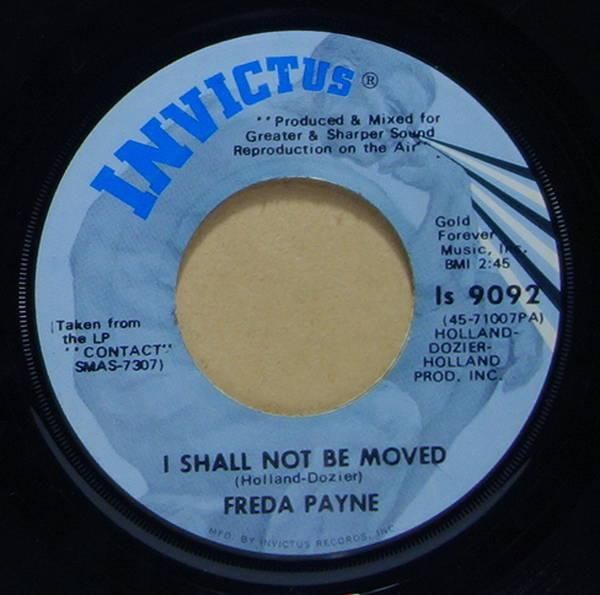 INVICTUS®
"Produced & Mixed for
Greater & Sharper Sound
Reproduction on the Air"
Gold
Forever
Music, Inc.
BMI 2:45
Is 9092
(45-71007PA)
HOLLAND-
DOZIER-
HOLLAND
PROD. INC.
(Taken from
the LP
"CONTACT"
SMAS-7307)
I SHALL NOT BE MOVED
(Holland-Dozier)
FREDA PAYNE
MFG. BY INVICTUS RECORDS, INC.